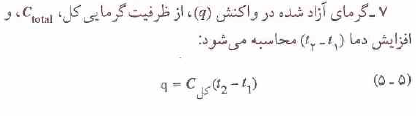 ۷ ـ گرمای آزاد شده در واکنش (q)، از ظرفیت گرمایی کل، C_total، و
افزایش دما (t₂ - t₁) محاسبه می‌شود:
(۵ - ۵) q = C_کل(t₂ - t₁)